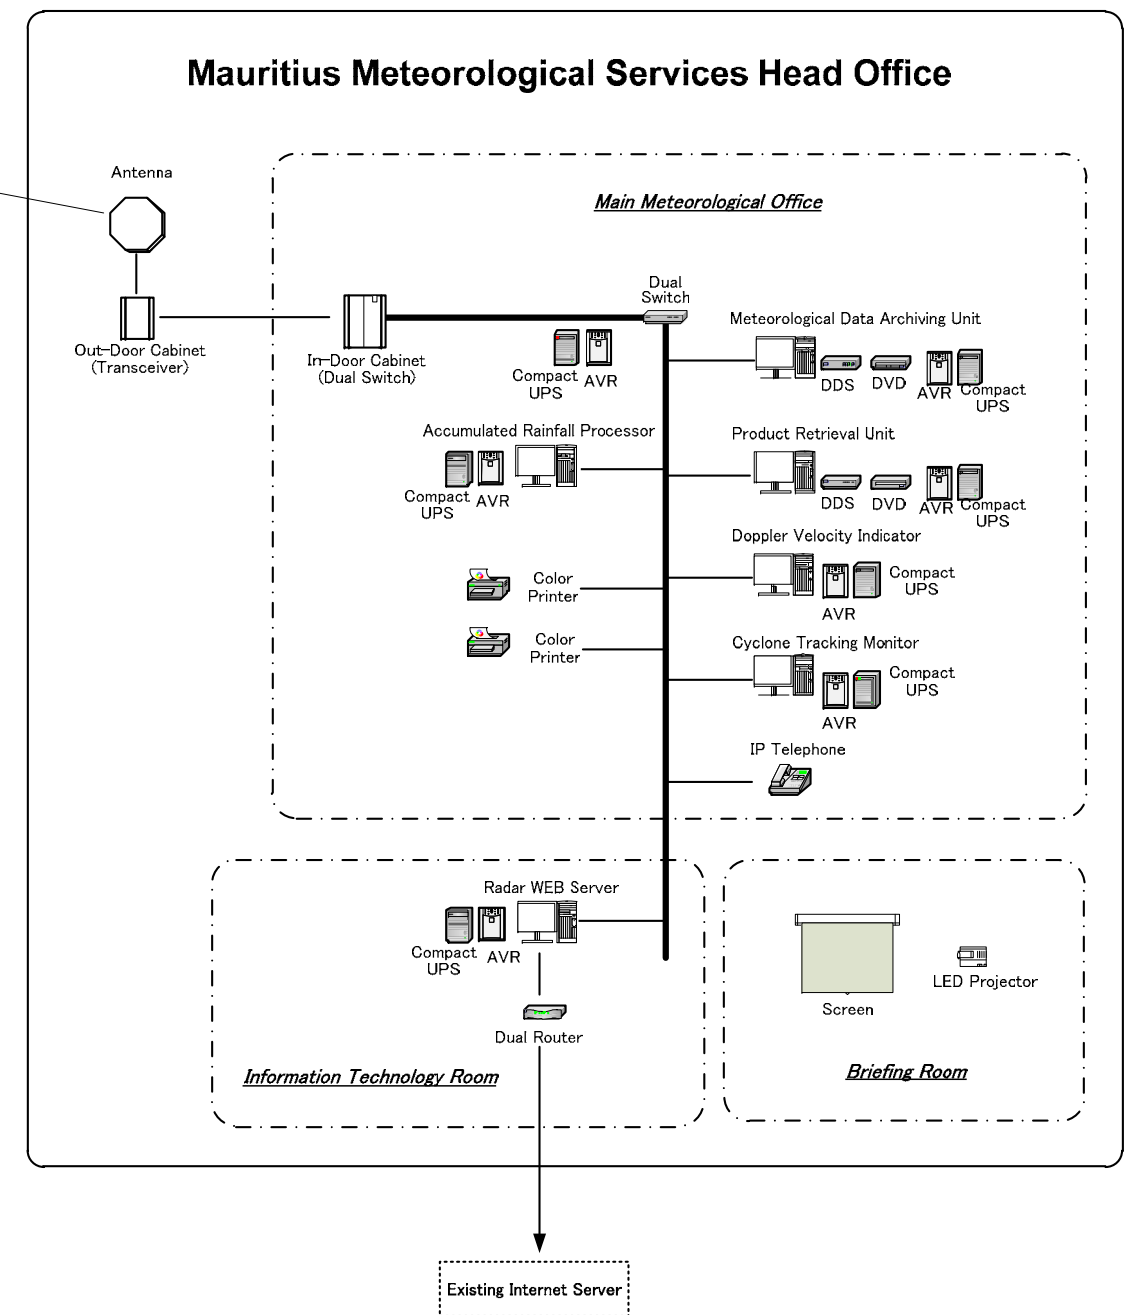 Mauritius Meteorological Services Head Office
Antenna
Main Meteorological Office
Dual
Switch
Out-Door Cabinet
(Transceiver)
In-Door Cabinet
(Dual Switch)
Compact
UPS
AVR
Meteorological Data Archiving Unit
DDS
DVD
AVR
Compact
UPS
Accumulated Rainfall Processor
Compact
UPS
AVR
Product Retrieval Unit
DDS
DVD
AVR
Compact
UPS
Doppler Velocity Indicator
Compact
UPS
AVR
Color
Printer
Color
Printer
Cyclone Tracking Monitor
Compact
UPS
AVR
IP Telephone
Radar WEB Server
Compact
UPS
AVR
Dual Router
Information Technology Room
Screen
LED Projector
Briefing Room
Existing Internet Server